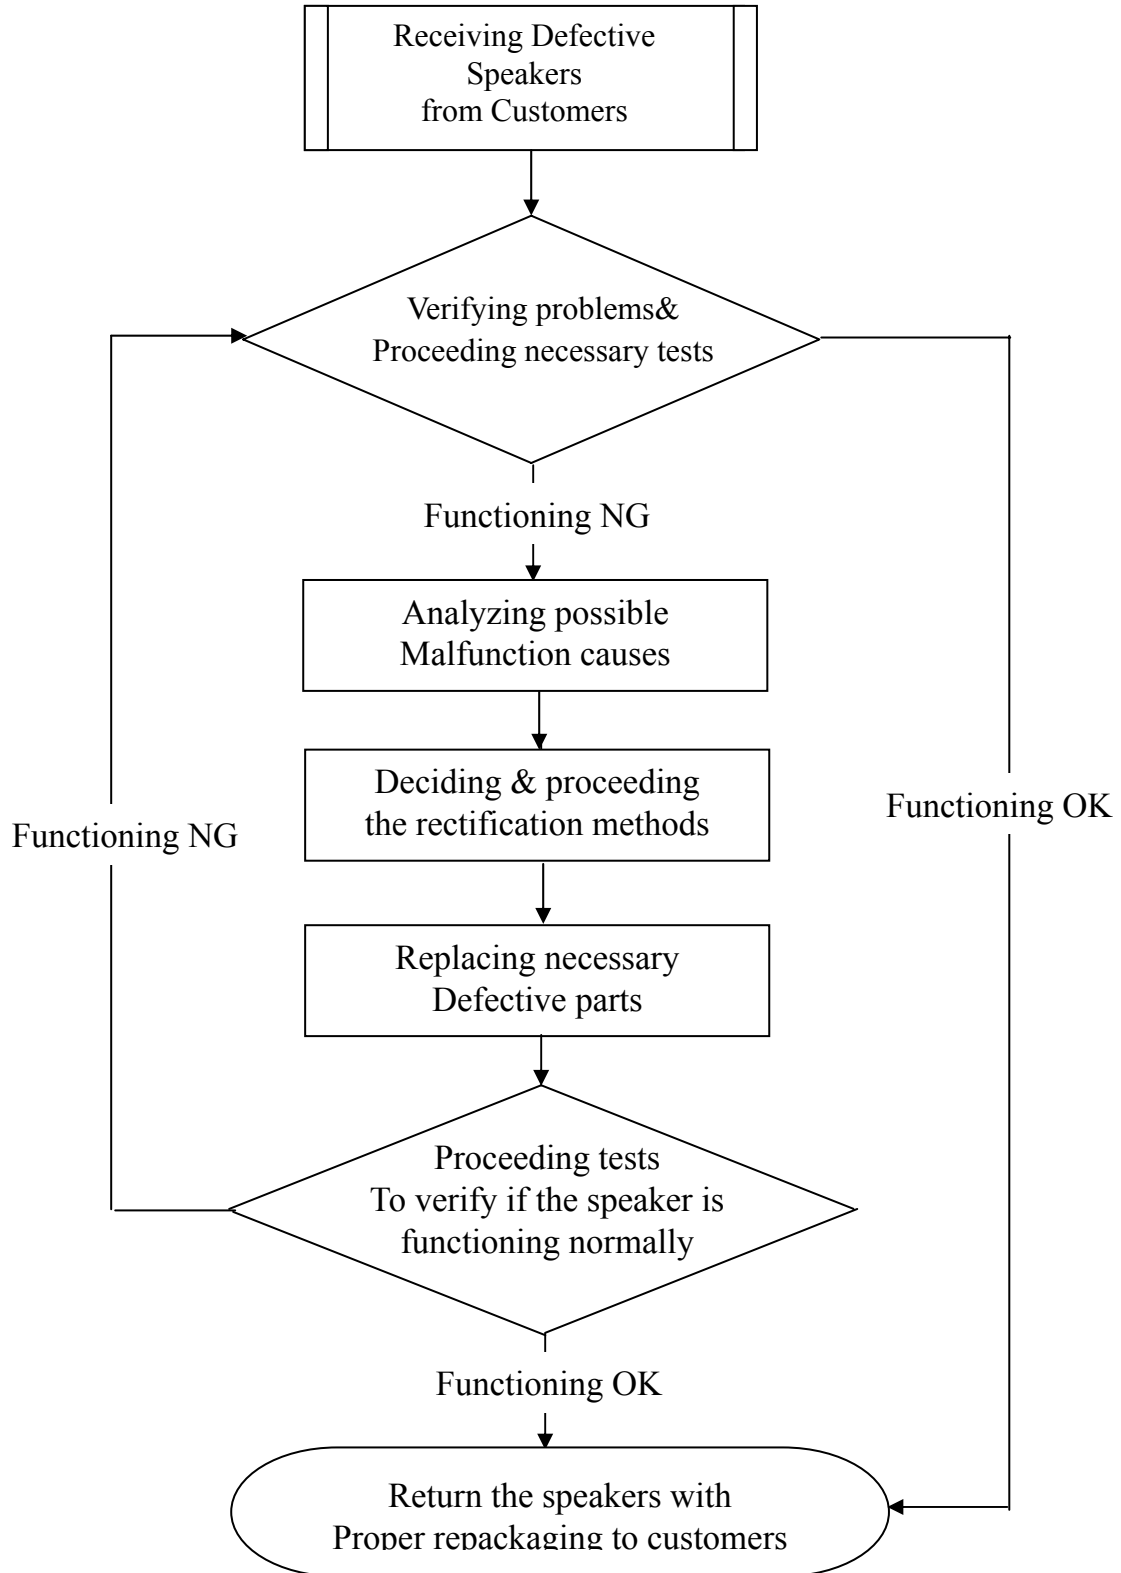 Receiving Defective
Speakers
from Customers
Verifying problems&
Proceeding necessary tests
Functioning NG
Analyzing possible
Malfunction causes
Deciding & proceeding
the rectification methods
Functioning OK
Functioning NG
Replacing necessary
Defective parts
Proceeding tests
To verify if the speaker is
functioning normally
Functioning OK
Return the speakers with
Proper repackaging to customers